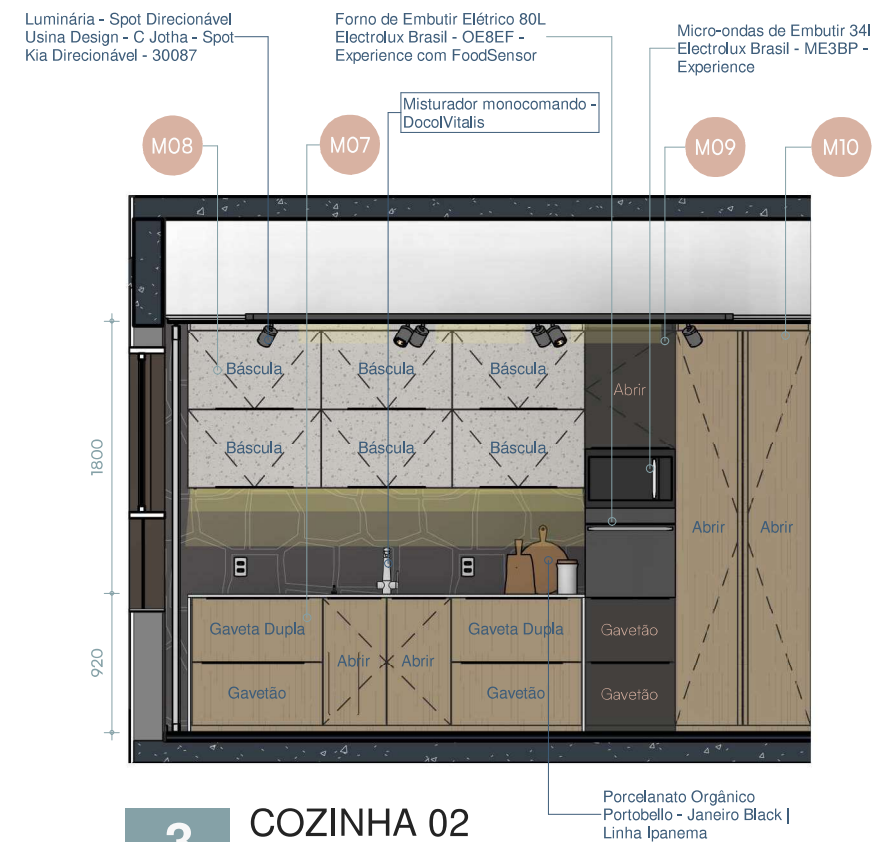 Luminária - Spot Direcionável
Usina Design - C Jotha - Spot
Kia Direcionável - 30087
Forno de Embutir Elétrico 80L
Electrolux Brasil - OE8EF -
Experience com FoodSensor
Micro-ondas de Embutir 34l
Electrolux Brasil - ME3BP -
Experience
Misturador monocomando -
DocolVitalis
M08
M07
M09
M10
Báscula
Báscula
Báscula
Abrir
Báscula
Báscula
Báscula
1800
Abrir
Abrir
Gaveta Dupla
Gaveta Dupla
Gavetão
920
Abrir
Abrir
Gavetão
Gavetão
Gavetão
Porcelanato Orgânico
Portobello - Janeiro Black |
Linha Ipanema
3
COZINHA 02